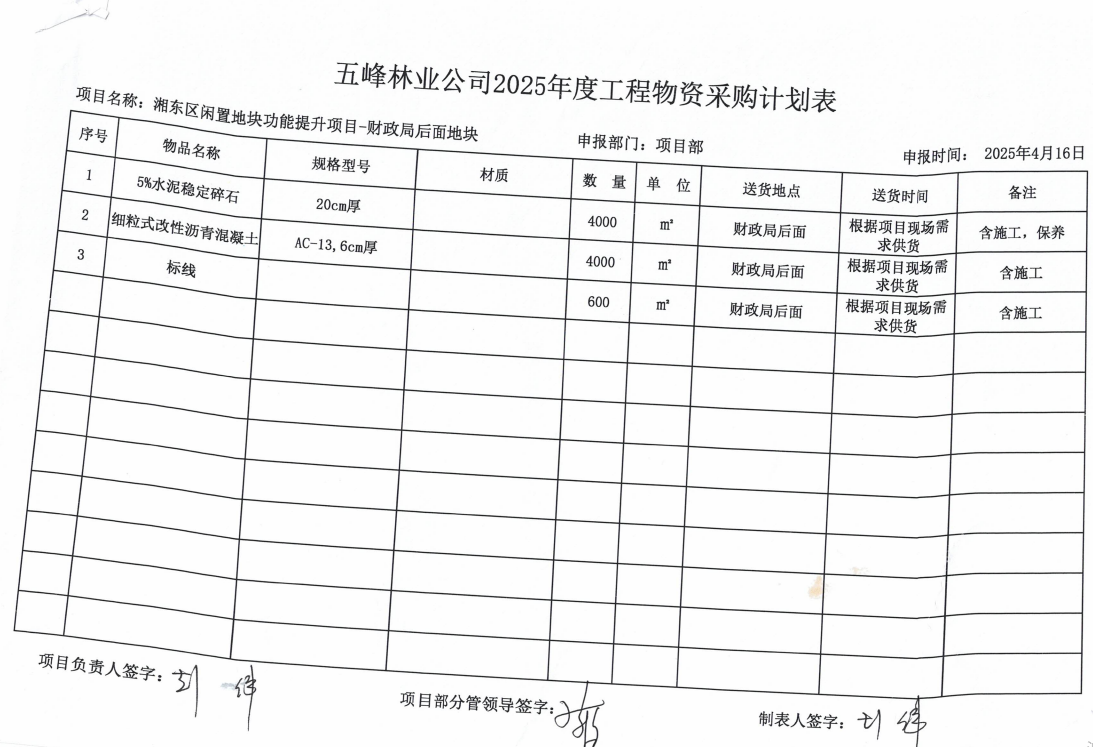 五峰林业公司2025年度工程物资采购计划表
项目名称：湘东区闲置地块功能提升项目-财政局后面地块 申报部门：项目部 申报时间： 2025年4月16日
序号 物品名称 规格型号 材质 数 量 单 位 送货地点 送货时间 备注
1 5%水泥稳定碎石 20cm厚 4000 m² 财政局后面 根据项目现场需求供货 含施工，保养
2 细粒式改性沥青混凝土 AC-13,6cm厚 4000 m² 财政局后面 根据项目现场需求供货 含施工
3 标线 600 m² 财政局后面 根据项目现场需求供货 含施工
项目负责人签字： 项目部分管领导签字： 制表人签字：